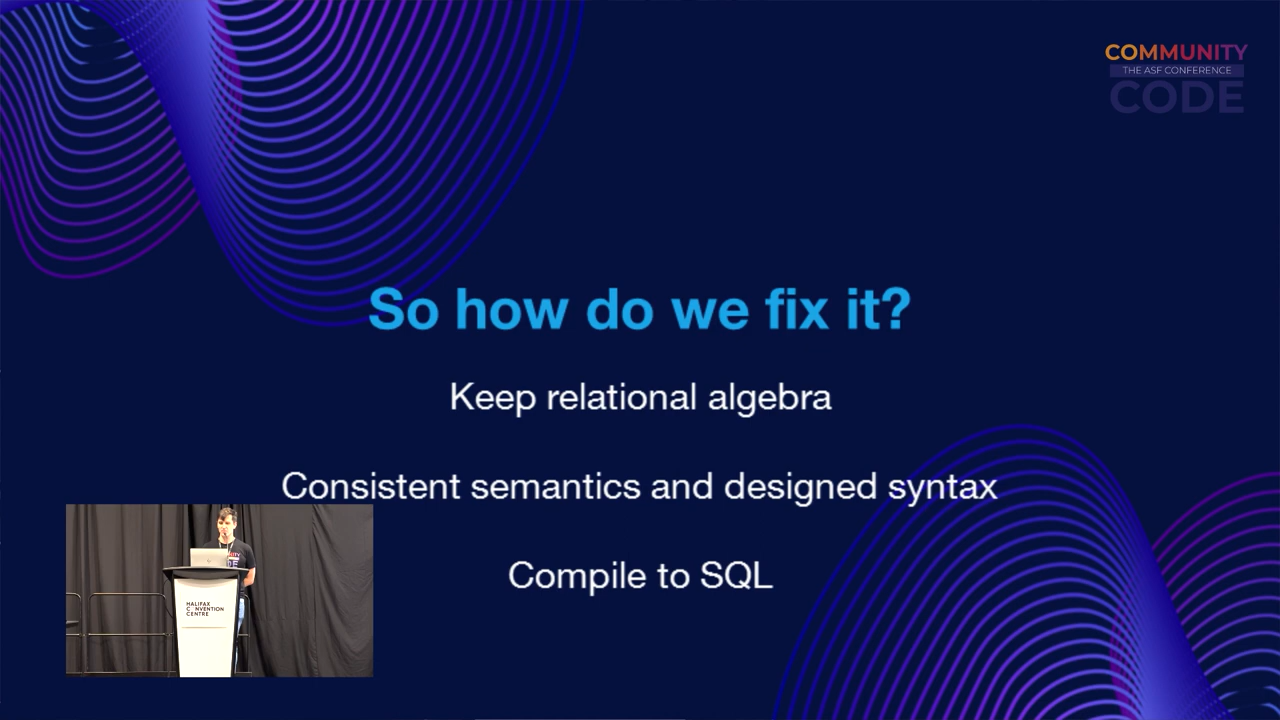 COMMUNITY
THE ASF CONFERENCE
CODE
So how do we fix it?
Keep relational algebra
Consistent semantics and designed syntax
Compile to SQL
HALIFAX
CONVENTION
CENTRE